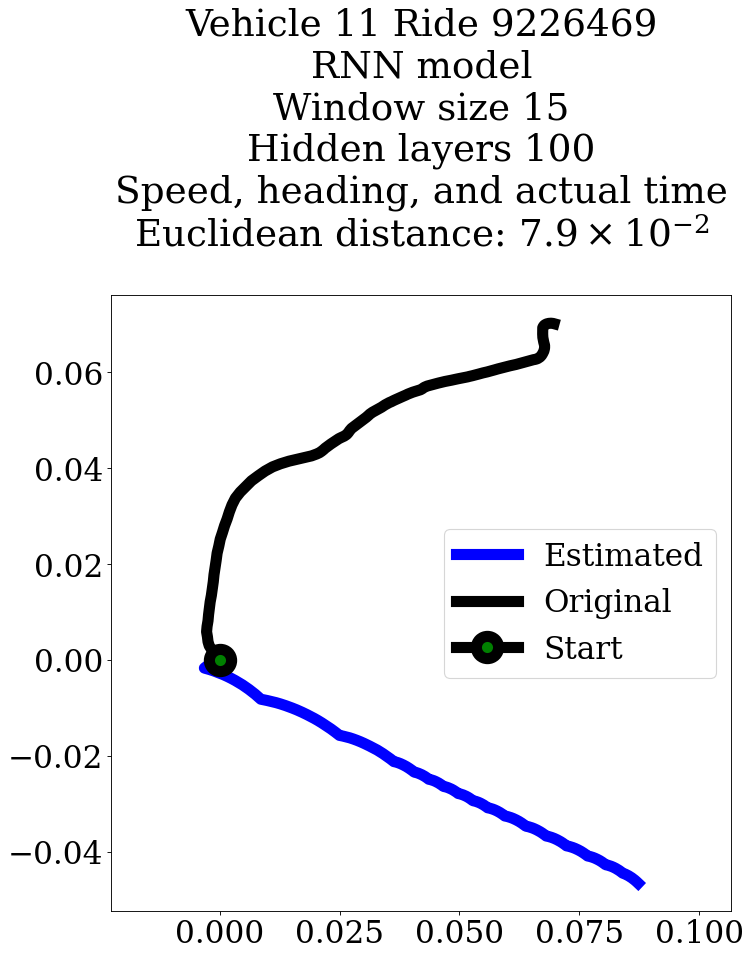 Vehicle 11 Ride 9226469
RNN model
Window size 15
Hidden layers 100
Speed, heading, and actual time
Euclidean distance: 7.9 × 10⁻²
0.06
0.04
0.02
0.00
−0.02
−0.04
Estimated
Original
Start
0.000 0.025 0.050 0.075 0.100